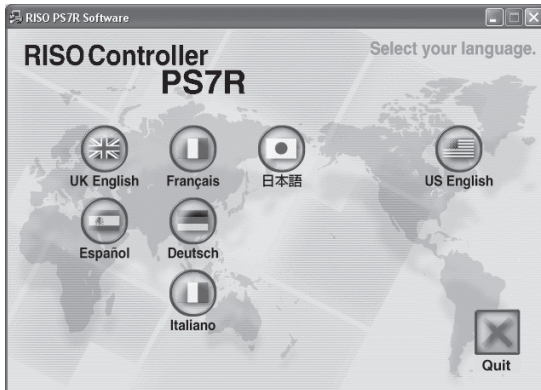 RISO PS7R Software
RISO Controller
PS7R
Select your language.
UK English
Français
日本語
US English
Español
Deutsch
Italiano
Quit